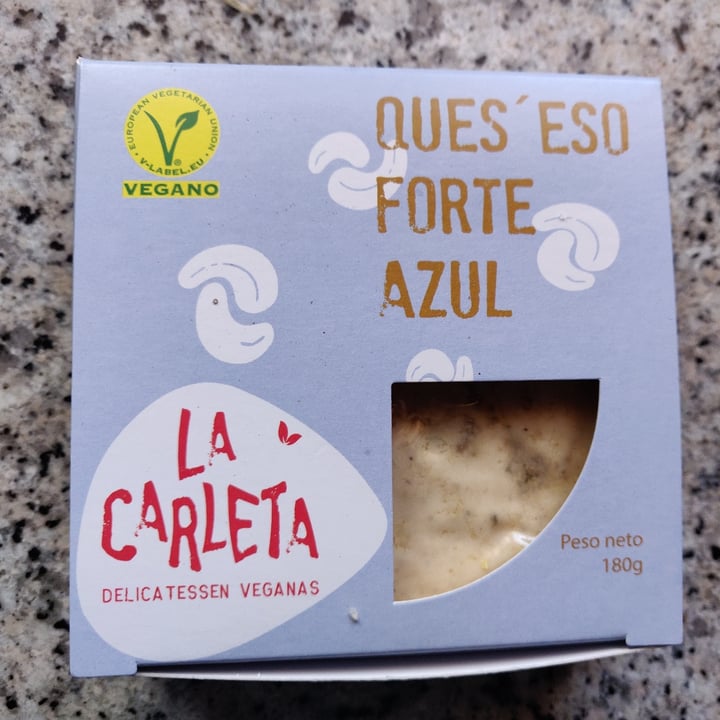 EUROPEAN VEGETARIAN UNION
V-LABEL.EU
VEGANO
QUES´ESO
FORTE
AZUL
LA
CARLETA
DELICATESSEN VEGANAS
Peso neto
180g